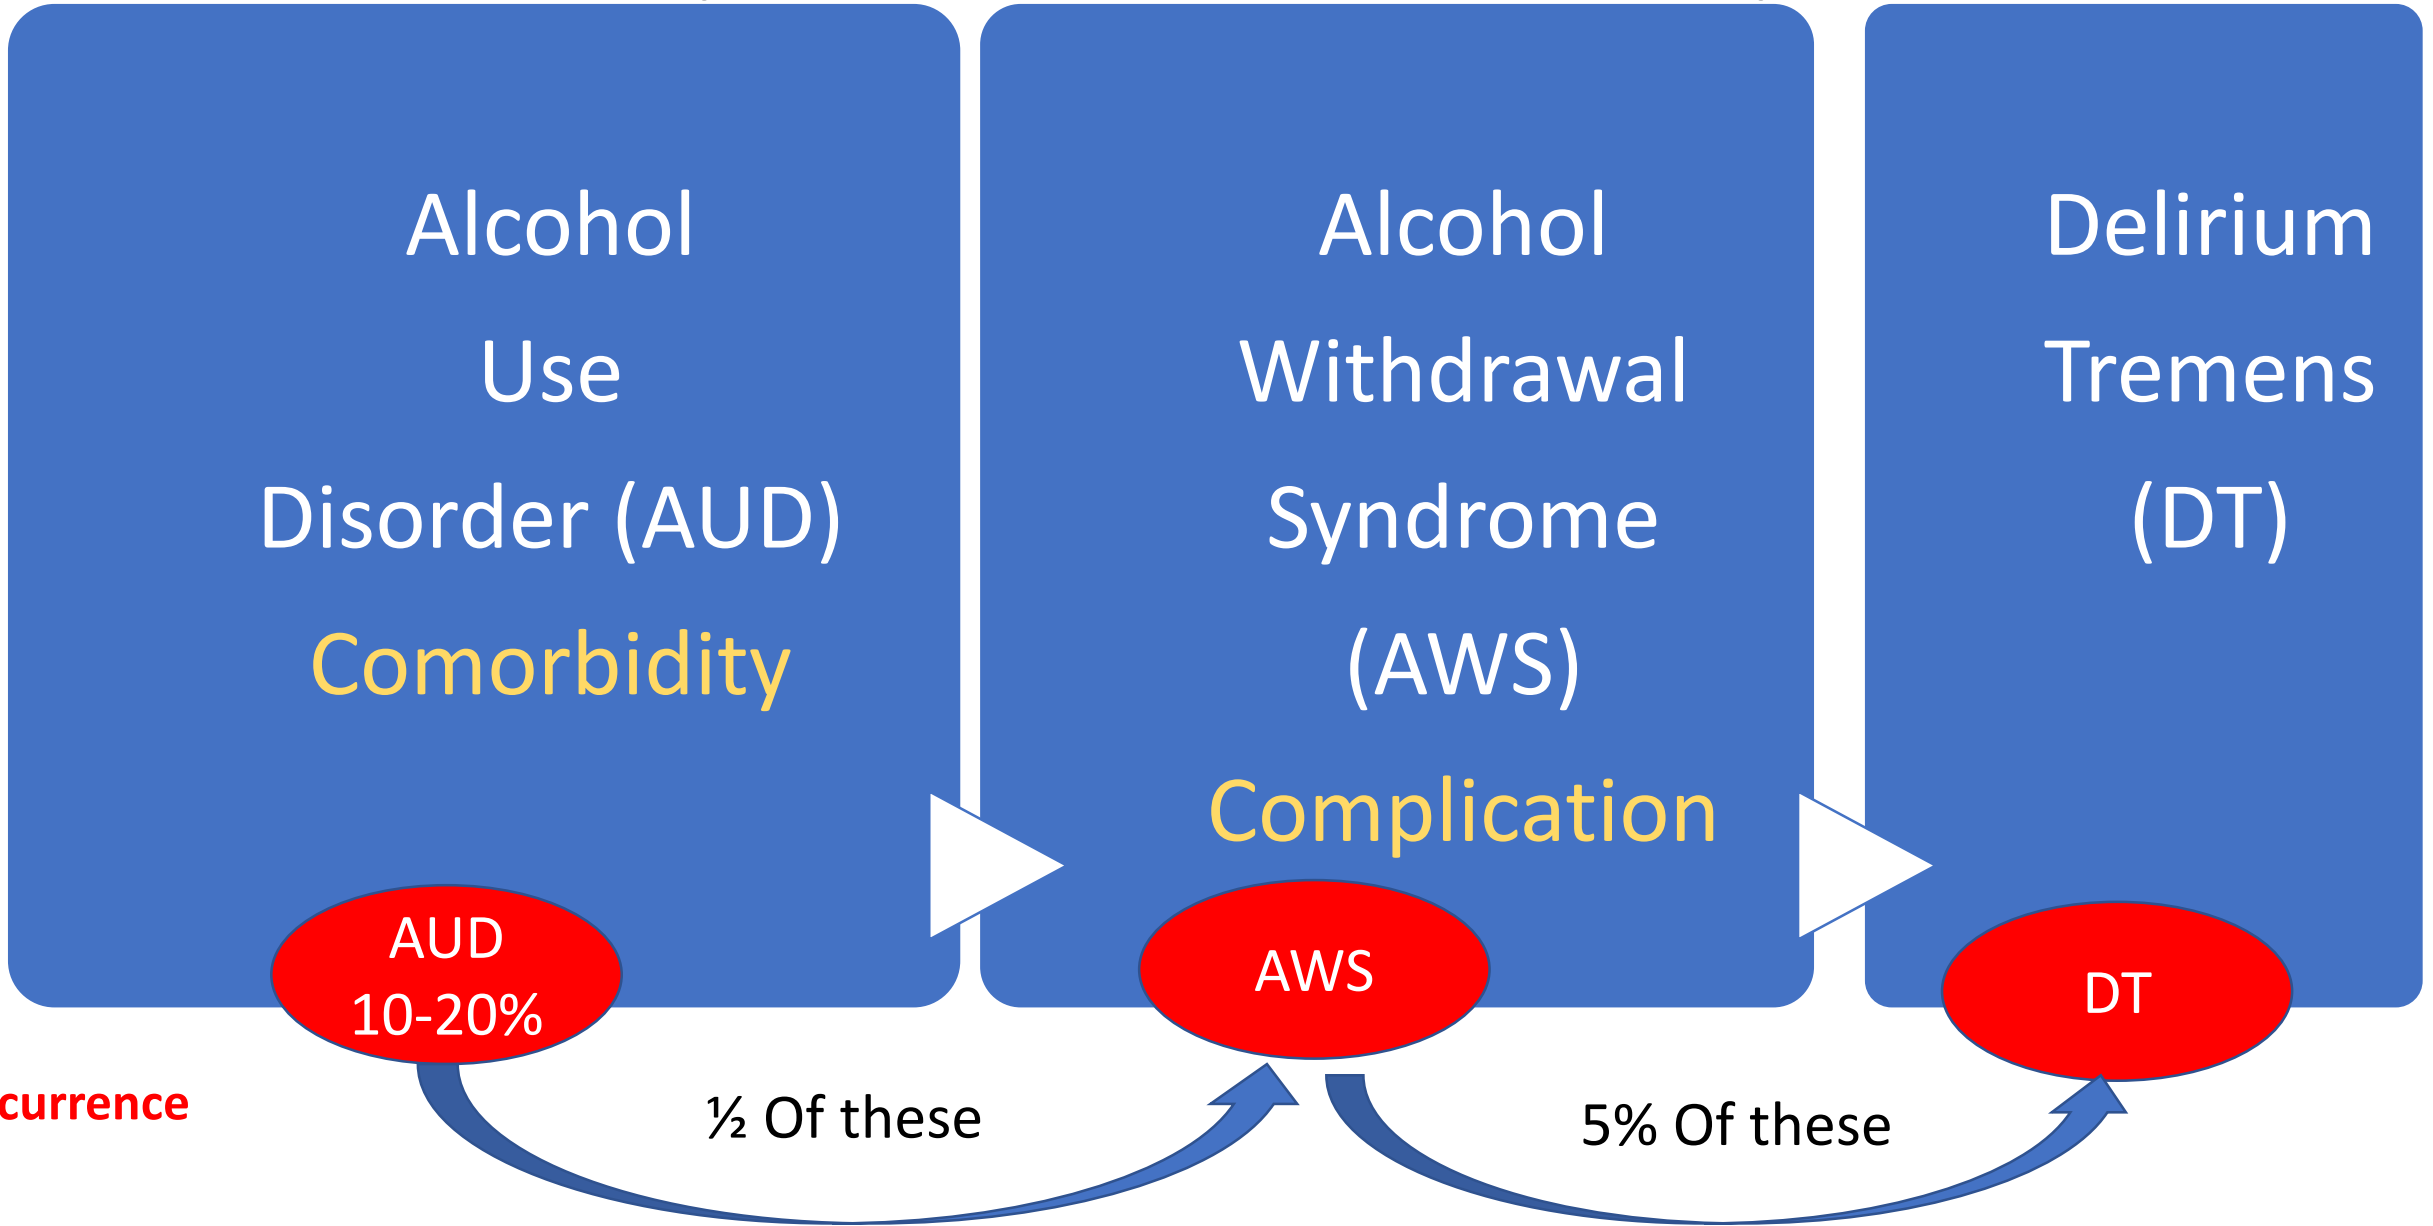 Alcohol
Use
Disorder (AUD)
Comorbidity
Alcohol
Withdrawal
Syndrome
(AWS)
Complication
Delirium
Tremens
(DT)
AUD
10-20%
AWS
DT
currence
½ Of these
5% Of these